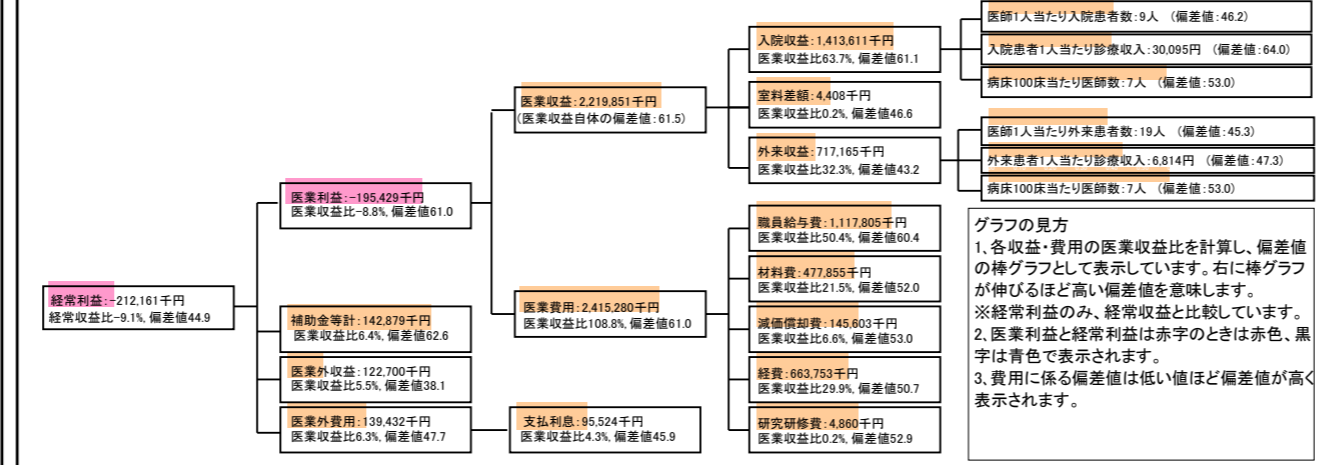 経常利益:-212,161千円
経常収支比-9.1%, 偏差値44.9
医業利益:-195,429千円
医業収益比-8.8%, 偏差値61.0
補助金等計:142,879千円
医業収益比6.4%, 偏差値62.6
医業外収益:122,700千円
医業収益比5.5%, 偏差値38.1
医業外費用:139,432千円
医業収益比6.3%, 偏差値47.7
医業収益:2,219,851千円
(医業収益自体の偏差値:61.5)
医業費用:2,415,280千円
医業収益比108.8%, 偏差値61.0
支払利息:95,524千円
医業収益比4.3%, 偏差値45.9
入院収益:1,413,611千円
医業収益比63.7%, 偏差値61.1
室料差額:4,408千円
医業収益比0.2%, 偏差値46.6
外来収益:717,165千円
医業収益比32.3%, 偏差値43.2
職員給与費:1,117,805千円
医業収益比50.4%, 偏差値60.4
材料費:477,855千円
医業収益比21.5%, 偏差値52.0
減価償却費:145,603千円
医業収益比6.6%, 偏差値53.0
経費:663,753千円
医業収益比29.9%, 偏差値50.7
研究研修費:4,860千円
医業収益比0.2%, 偏差値52.9
医師1人当たり入院患者数:9人 (偏差値:46.2)
入院患者1人当たり診療収入:30,095円 (偏差値:64.0)
病床100床当たり医師数:7人 (偏差値:53.0)
医師1人当たり外来患者数:19人 (偏差値:45.3)
外来患者1人当たり診療収入:6,814円 (偏差値:47.3)
病床100床当たり医師数:7人 (偏差値:53.0)
グラフの見方
1、各収益・費用の医業収益比を計算し、偏差値
の棒グラフとして表示しています。右に棒グラフ
が伸びるほど高い偏差値を意味します。
※経常利益のみ、経常収益と比較しています。
2、医業利益と経常利益は赤字のときは赤色、黒
字は青色で表示されます。
3、費用に係る偏差値は低い値ほど偏差値が高く
表示されます。